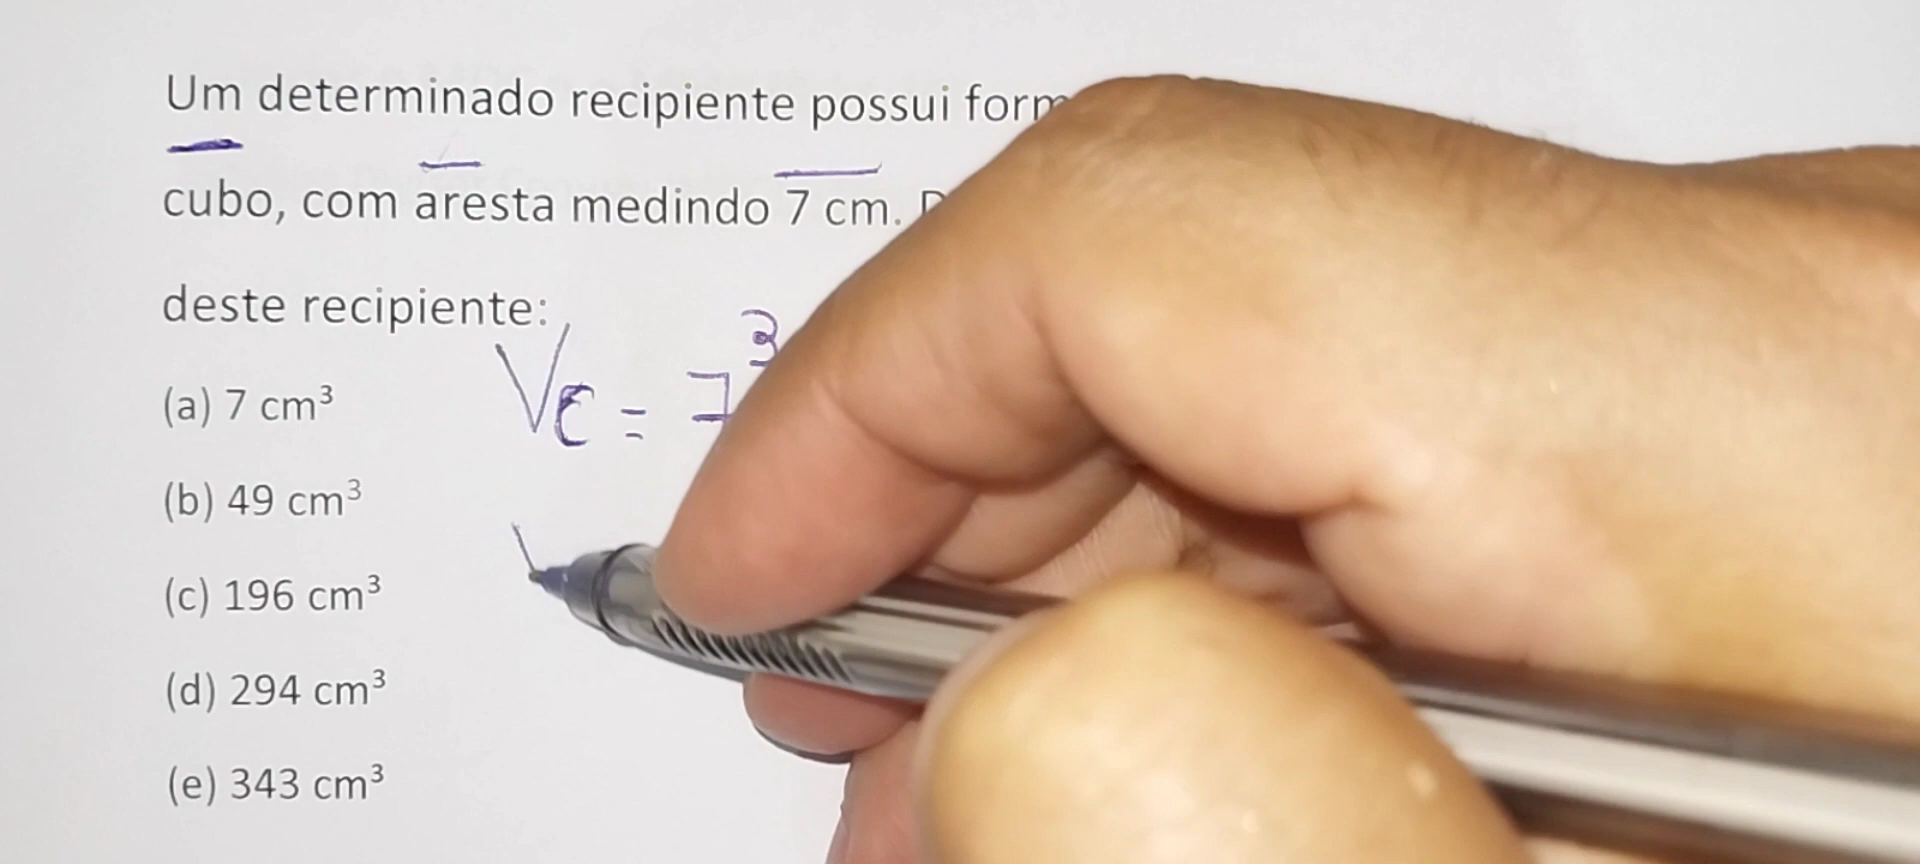 Um determinado recipiente possui
cubo, com aresta medindo 7 cm.
deste recipiente:
Vc = 7³
(a) 7 cm³
(b) 49 cm³
(c) 196 cm³
(d) 294 cm³
(e) 343 cm³